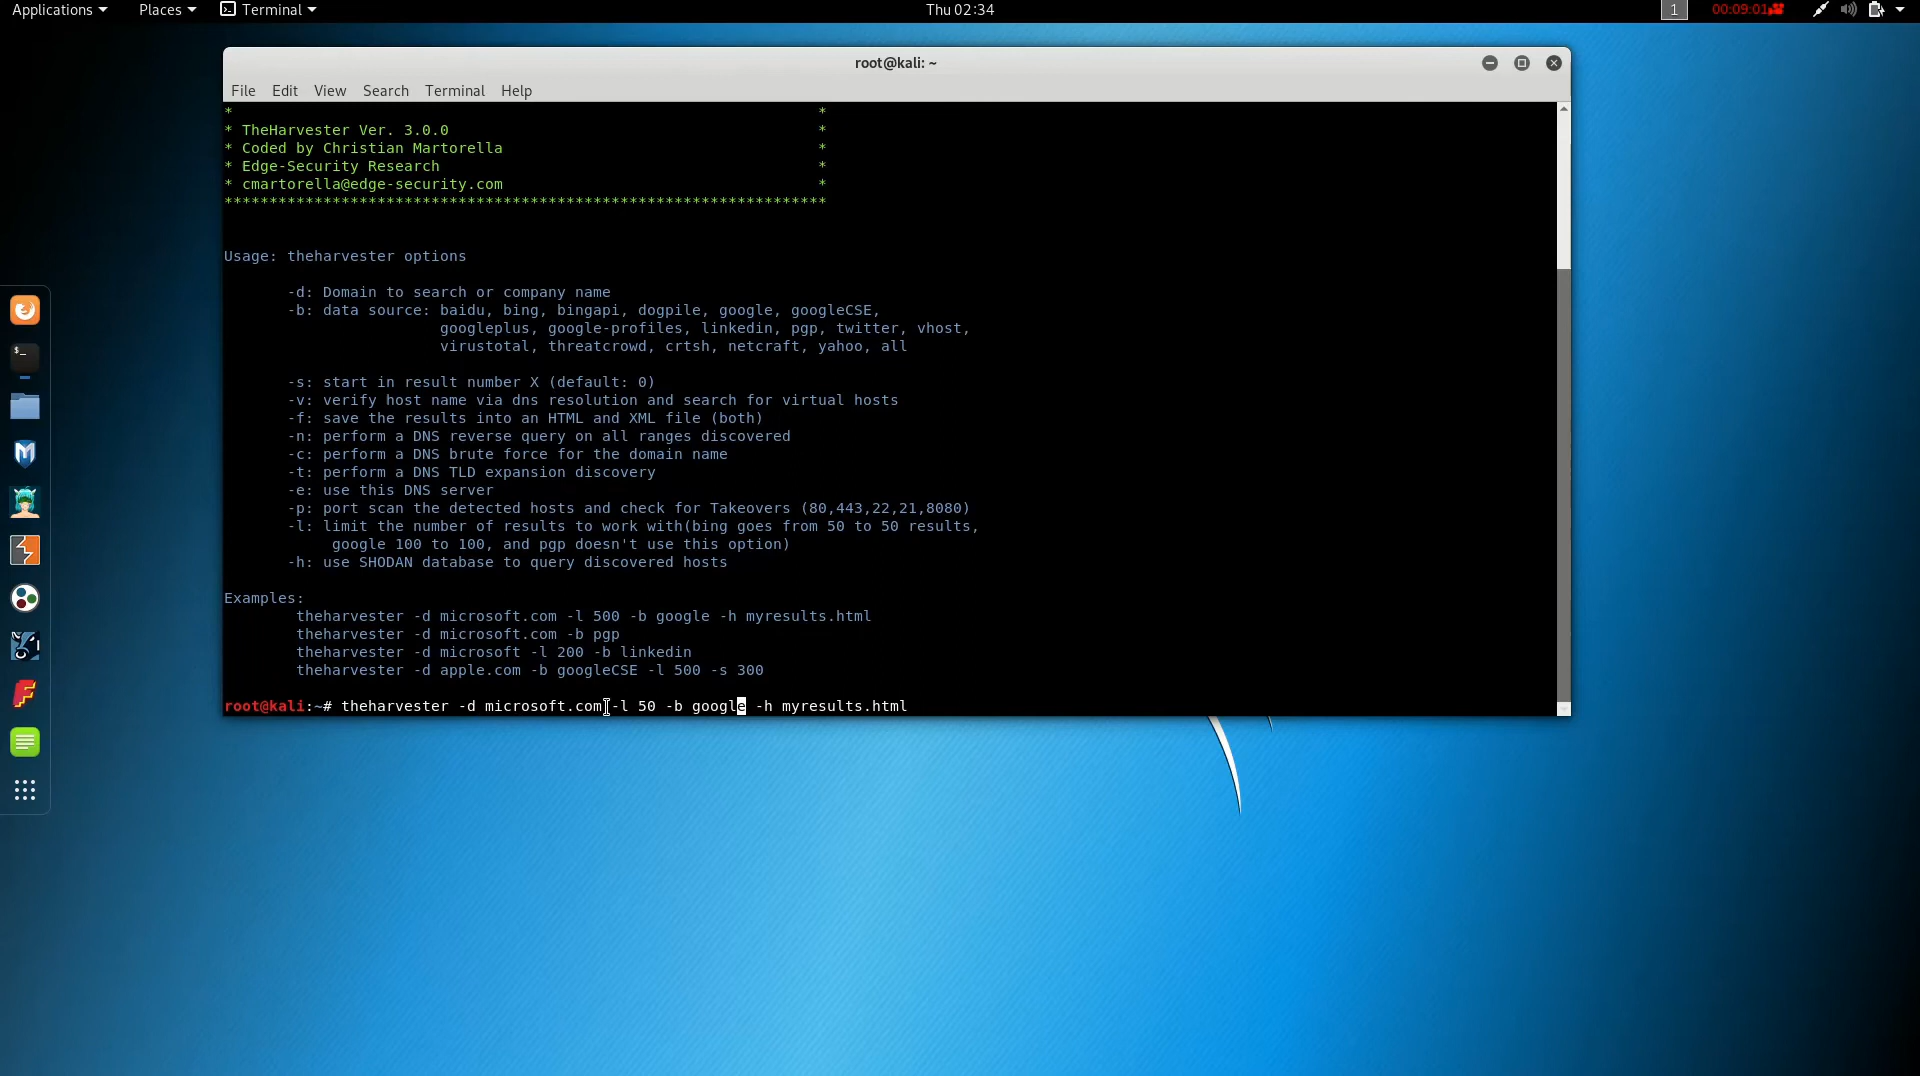 Applications Places Terminal Thu 02:34 1 00:09:01
root@kali: ~
File Edit View Search Terminal Help
* *
* TheHarvester Ver. 3.0.0 *
* Coded by Christian Martorella *
* Edge-Security Research *
* cmartorella@edge-security.com *
*******************************************************************
Usage: theharvester options
-d: Domain to search or company name
-b: data source: baidu, bing, bingapi, dogpile, google, googleCSE,
googleplus, google-profiles, linkedin, pgp, twitter, vhost,
virustotal, threatcrowd, crtsh, netcraft, yahoo, all
-s: start in result number X (default: 0)
-v: verify host name via dns resolution and search for virtual hosts
-f: save the results into an HTML and XML file (both)
-n: perform a DNS reverse query on all ranges discovered
-c: perform a DNS brute force for the domain name
-t: perform a DNS TLD expansion discovery
-e: use this DNS server
-p: port scan the detected hosts and check for Takeovers (80,443,22,21,8080)
-l: limit the number of results to work with(bing goes from 50 to 50 results,
google 100 to 100, and pgp doesn't use this option)
-h: use SHODAN database to query discovered hosts
Examples:
theharvester -d microsoft.com -l 500 -b google -h myresults.html
theharvester -d microsoft.com -b pgp
theharvester -d microsoft -l 200 -b linkedin
theharvester -d apple.com -b googleCSE -l 500 -s 300
root@kali:~# theharvester -d microsoft.com -l 50 -b google -h myresults.html